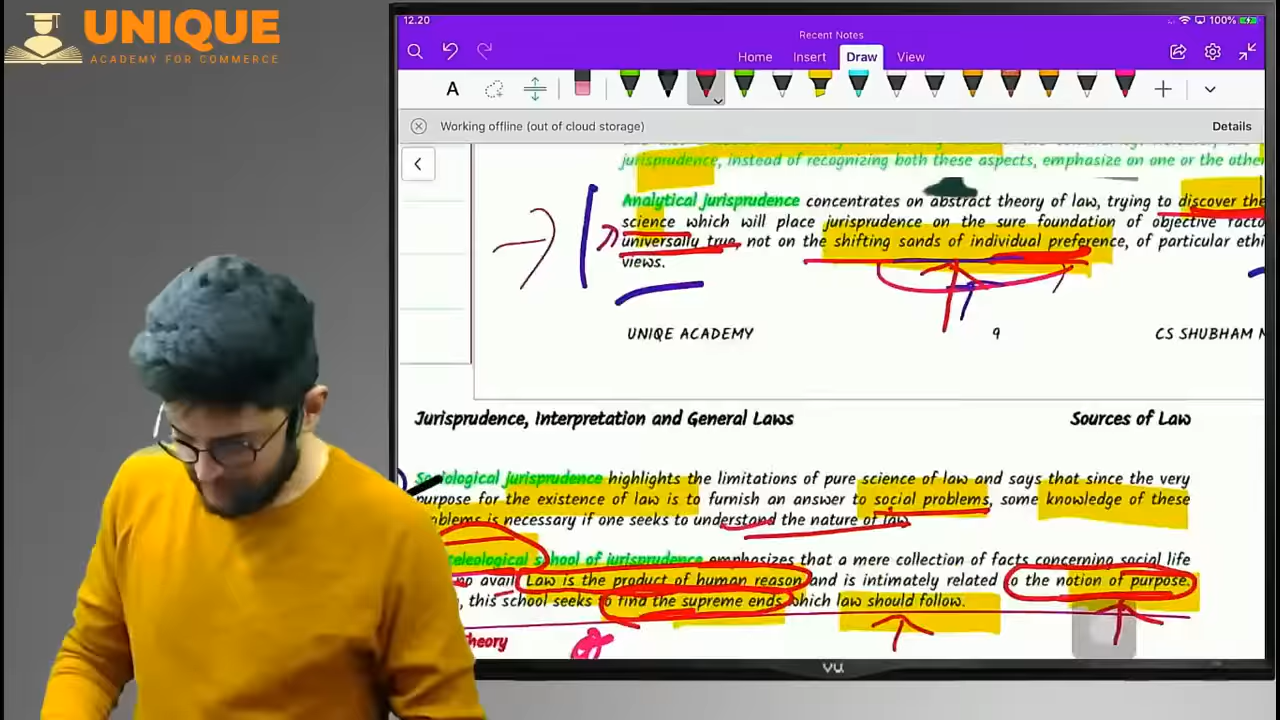 UNIQUE
ACADEMY FOR COMMERCE
12.20
100%
Recent Notes
Home Insert Draw View
A
Working offline (out of cloud storage)
Details
jurisprudence, instead of recognizing both these aspects, emphasize on one or the other
Analytical jurisprudence concentrates on abstract theory of law, trying to discover the
science which will place jurisprudence on the sure foundation of objective facto
universally true, not on the shifting sands of individual preference, of particular ethi
views.
UNIQE ACADEMY
9
CS SHUBHAM
Jurisprudence, Interpretation and General Laws
Sources of Law
Sociological jurisprudence highlights the limitations of pure science of law and says that since the very
purpose for the existence of law is to furnish an answer to social problems, some knowledge of these
problems is necessary if one seeks to understand the nature of law.
teleological school of jurisprudence emphasizes that a mere collection of facts concerning social life
no avail. Law is the product of human reason and is intimately related to the notion of purpose.
, this school seeks to find the supreme ends which law should follow.
heory
VU